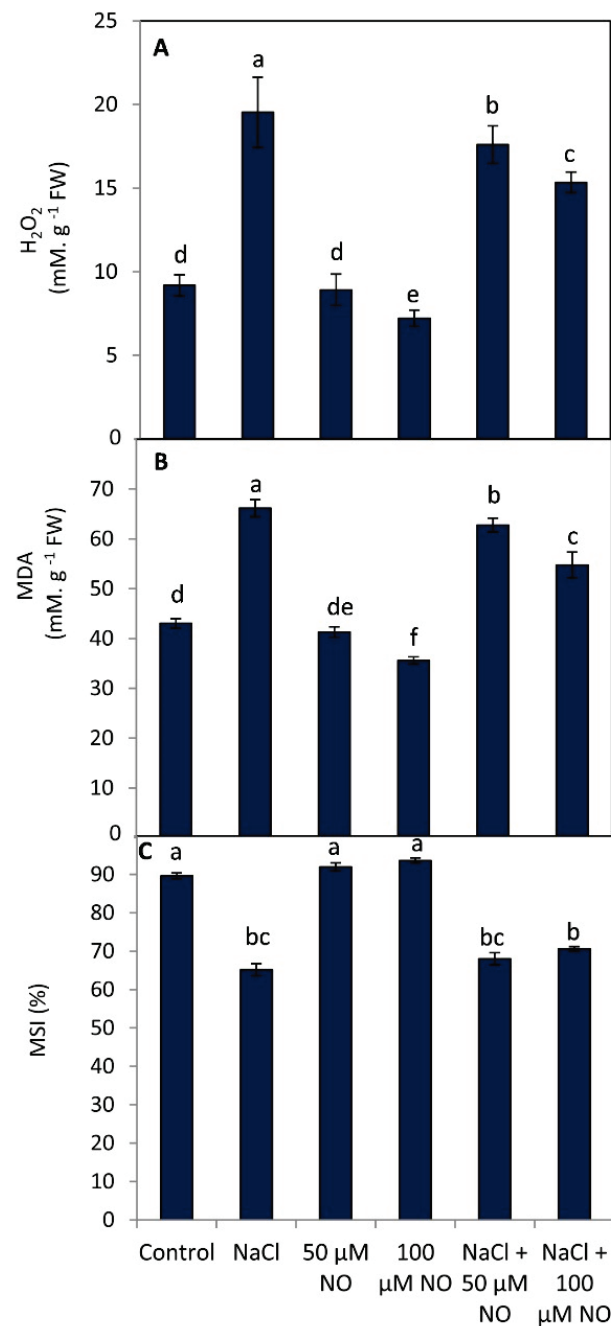 A
H₂O₂
(mM. g ⁻¹ FW)
25
20
15
10
5
0
d
a
d
e
b
c
B
MDA
(mM. g ⁻¹ FW)
70
60
50
40
30
20
10
0
d
a
de
f
b
c
C
MSI (%)
90
80
70
60
50
40
30
20
10
0
a
bc
a
a
bc
b
Control
NaCl
50 µM
NO
100
µM NO
NaCl +
50 µM
NO
NaCl +
100
µM NO